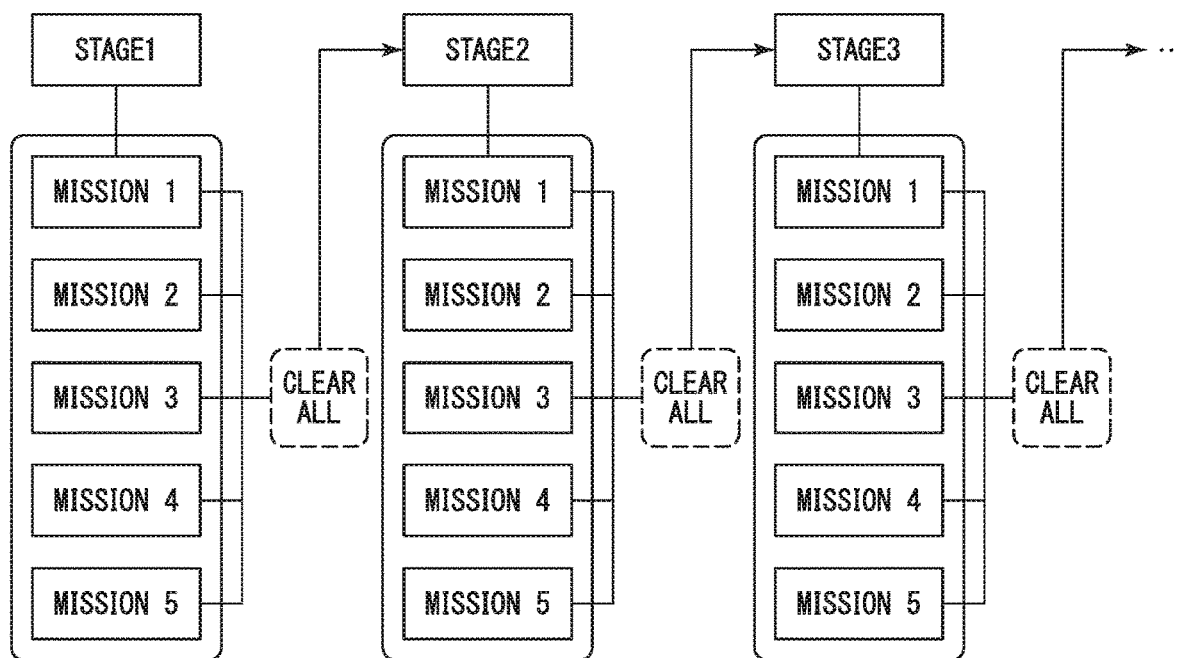 STAGE1
MISSION 1
MISSION 2
MISSION 3
MISSION 4
MISSION 5
CLEAR
ALL
STAGE2
MISSION 1
MISSION 2
MISSION 3
MISSION 4
MISSION 5
CLEAR
ALL
STAGE3
MISSION 1
MISSION 2
MISSION 3
MISSION 4
MISSION 5
CLEAR
ALL
..